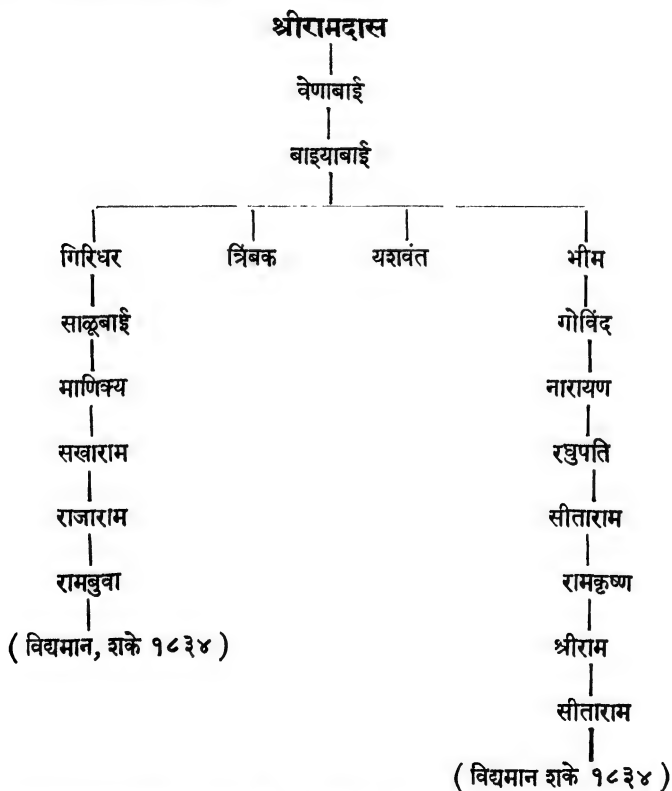 श्रीरामदास
वेणाबाई
बाइयाबाई
गिरिधर त्रिंबक यशवंत भीम
साळूबाई गोविंद
माणिक्य नारायण
सखाराम रघुपति
राजाराम सीताराम
रामबुवा रामकृष्ण
( विद्यमान, शके १८३४ ) श्रीराम
सीताराम
( विद्यमान शके १८३४ )